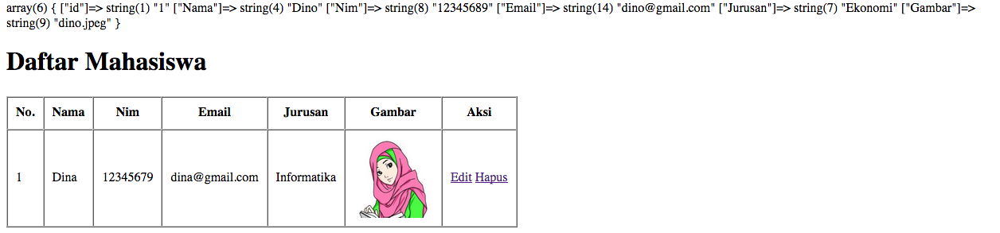 array(6) { ["id"]=> string(1) "1" ["Nama"]=> string(4) "Dino" ["Nim"]=> string(8) "12345689" ["Email"]=> string(14) "dino@gmail.com" ["Jurusan"]=> string(7) "Ekonomi" ["Gambar"]=>
string(9) "dino.jpeg" }
Daftar Mahasiswa
No. Nama Nim Email Jurusan Gambar Aksi
1 Dina 12345679 dina@gmail.com Informatika Edit Hapus